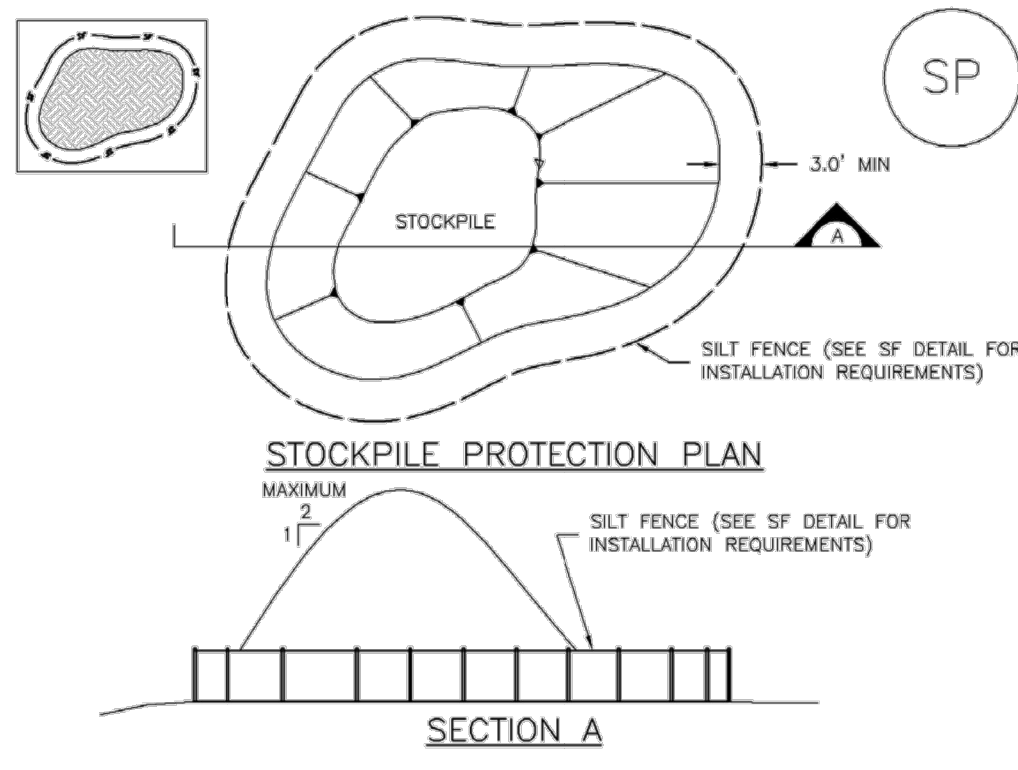 SP
3.0' MIN
STOCKPILE
A
SILT FENCE (SEE SF DETAIL FOR
INSTALLATION REQUIREMENTS)
STOCKPILE PROTECTION PLAN
MAXIMUM
2
1
SILT FENCE (SEE SF DETAIL FOR
INSTALLATION REQUIREMENTS)
SECTION A